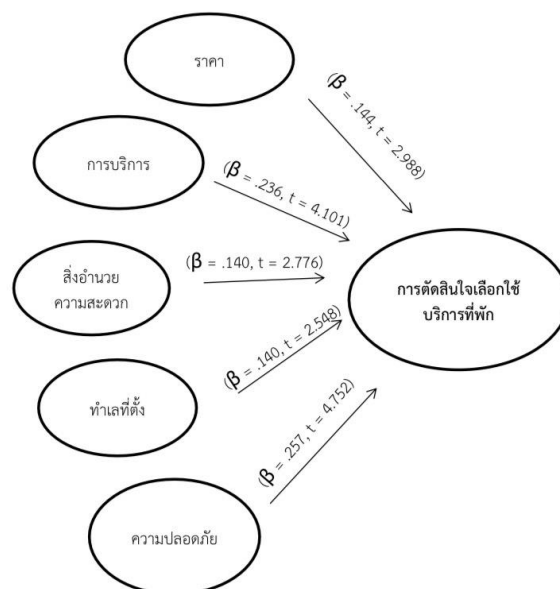 ราคา
(β = .144, t = 2.988)
การบริการ
(β = .236, t = 4.101)
สิ่งอำนวย
ความสะดวก
(β = .140, t = 2.776)
การตัดสินใจเลือกใช้
บริการที่พัก
ทำเลที่ตั้ง
(β = .140, t = 2.548)
ความปลอดภัย
(β = .257, t = 4.752)